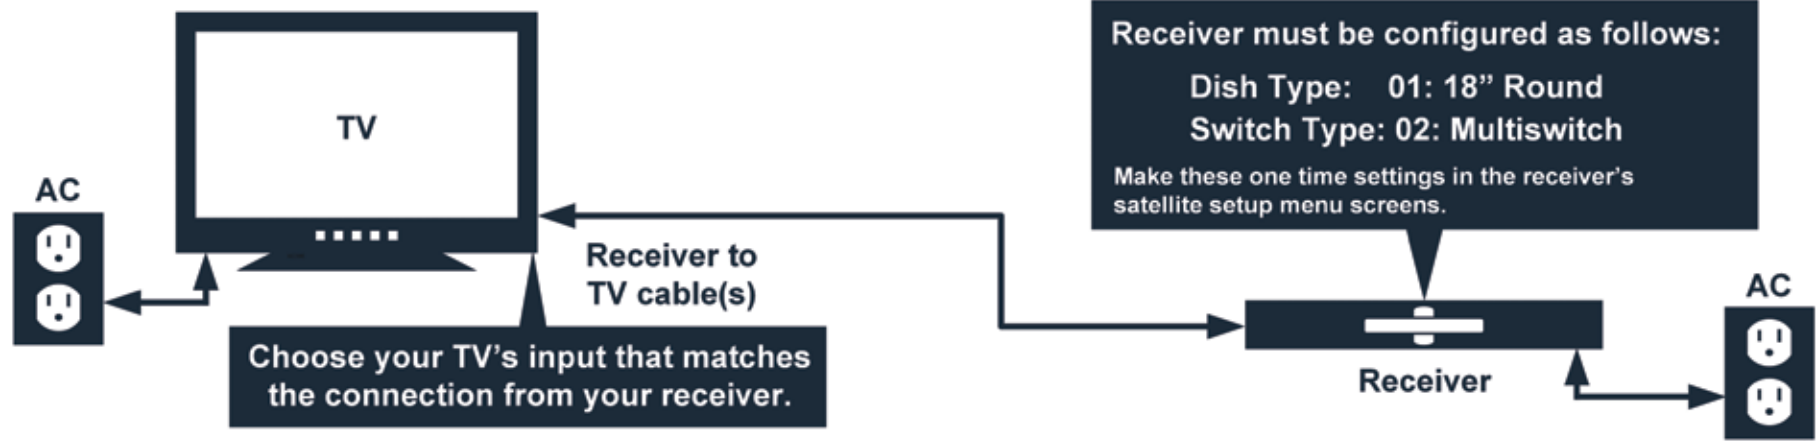 TV
AC
Receiver to
TV cable(s)
Choose your TV's input that matches
the connection from your receiver.
Receiver must be configured as follows:
Dish Type: 01: 18” Round
Switch Type: 02: Multiswitch
Make these one time settings in the receiver's
satellite setup menu screens.
Receiver
AC